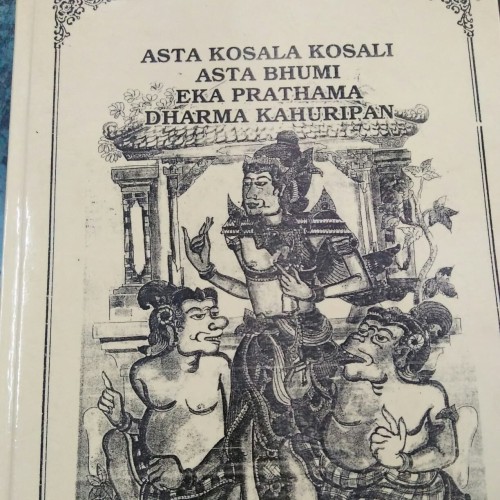 ASTA KOSALA KOSALI
ASTA BHUMI
EKA PRATHAMA
DHARMA KAHURIPAN